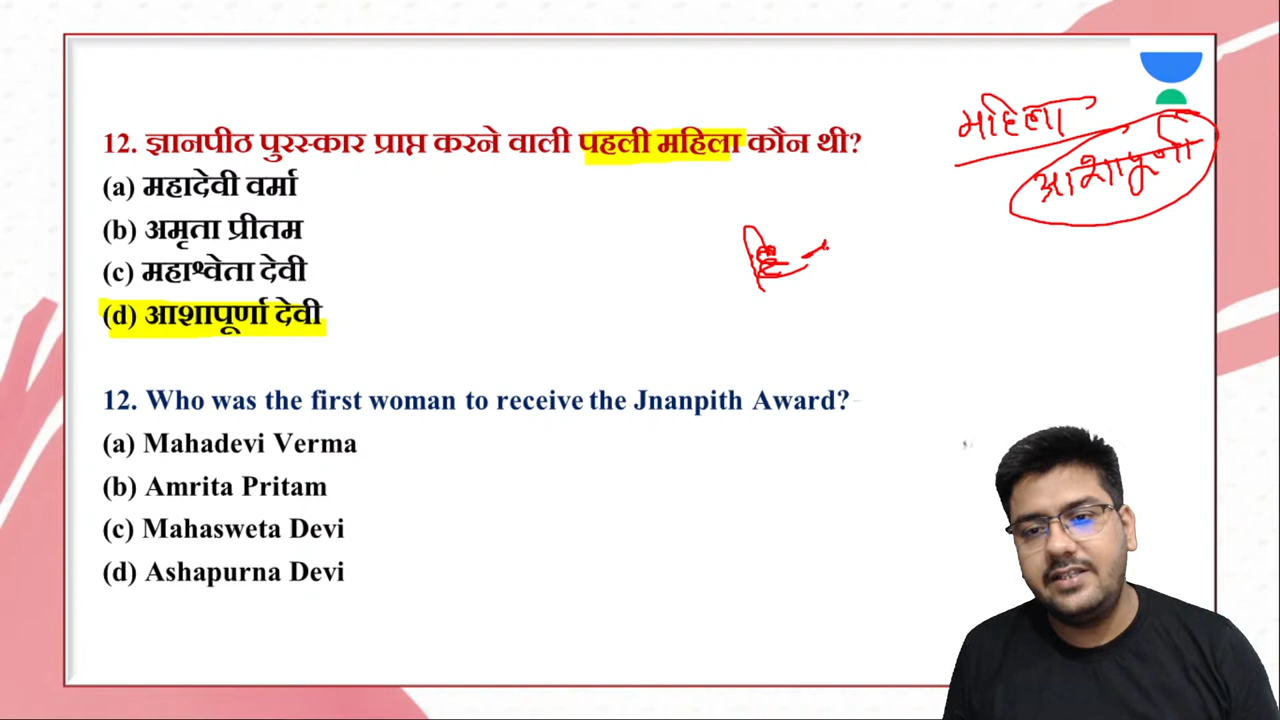 12. ज्ञानपीठ पुरस्कार प्राप्त करने वाली पहली महिला कौन थी?
(a) महादेवी वर्मा
(b) अमृता प्रीतम
(c) महाश्वेता देवी
(d) आशापूर्णा देवी
महिला
आशापूर्णा
12. Who was the first woman to receive the Jnanpith Award?
(a) Mahadevi Verma
(b) Amrita Pritam
(c) Mahasweta Devi
(d) Ashapurna Devi